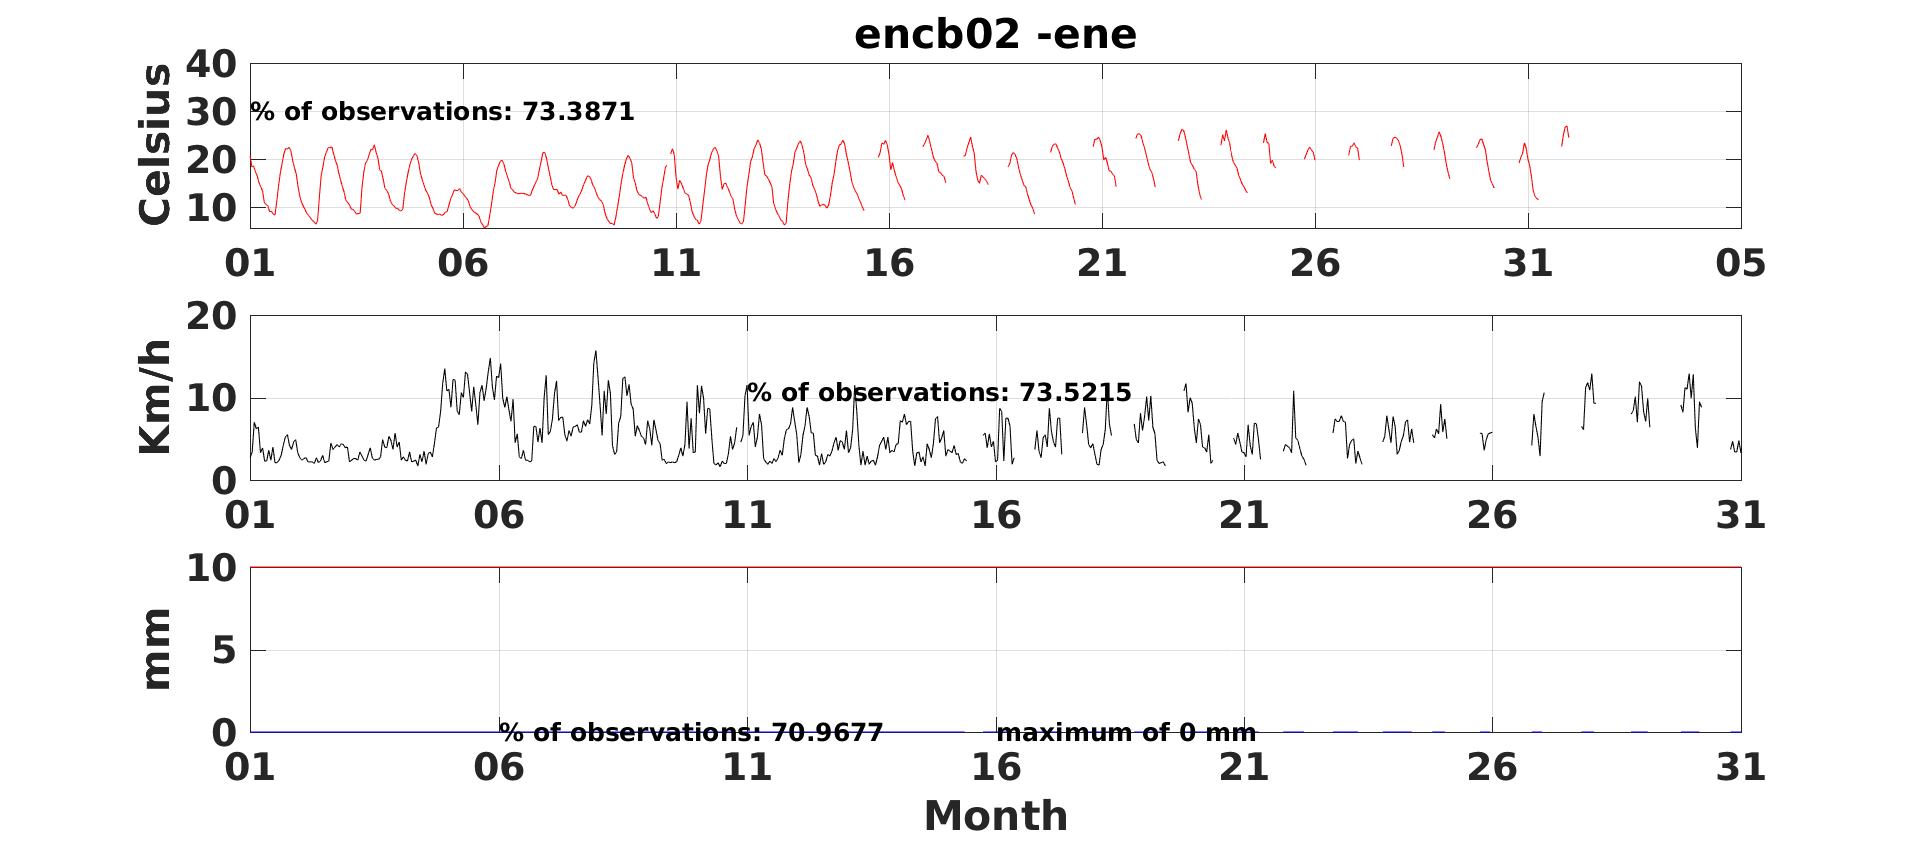 encb02 -ene
Celsius
40
30
20
10
% of observations: 73.3871
01 06 11 16 21 26 31 05
Km/h
20
10
0
% of observations: 73.5215
01 06 11 16 21 26 31
mm
10
5
0
% of observations: 70.9677 maximum of 0 mm
01 06 11 16 21 26 31
Month